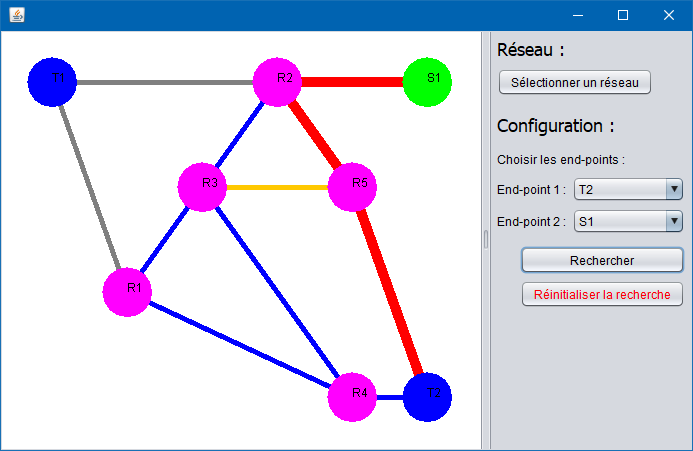 T1
R2
S1
R3
R5
R1
R4
T2
Réseau :
Sélectionner un réseau
Configuration :
Choisir les end-points :
End-point 1 : T2
End-point 2 : S1
Rechercher
Réinitialiser la recherche